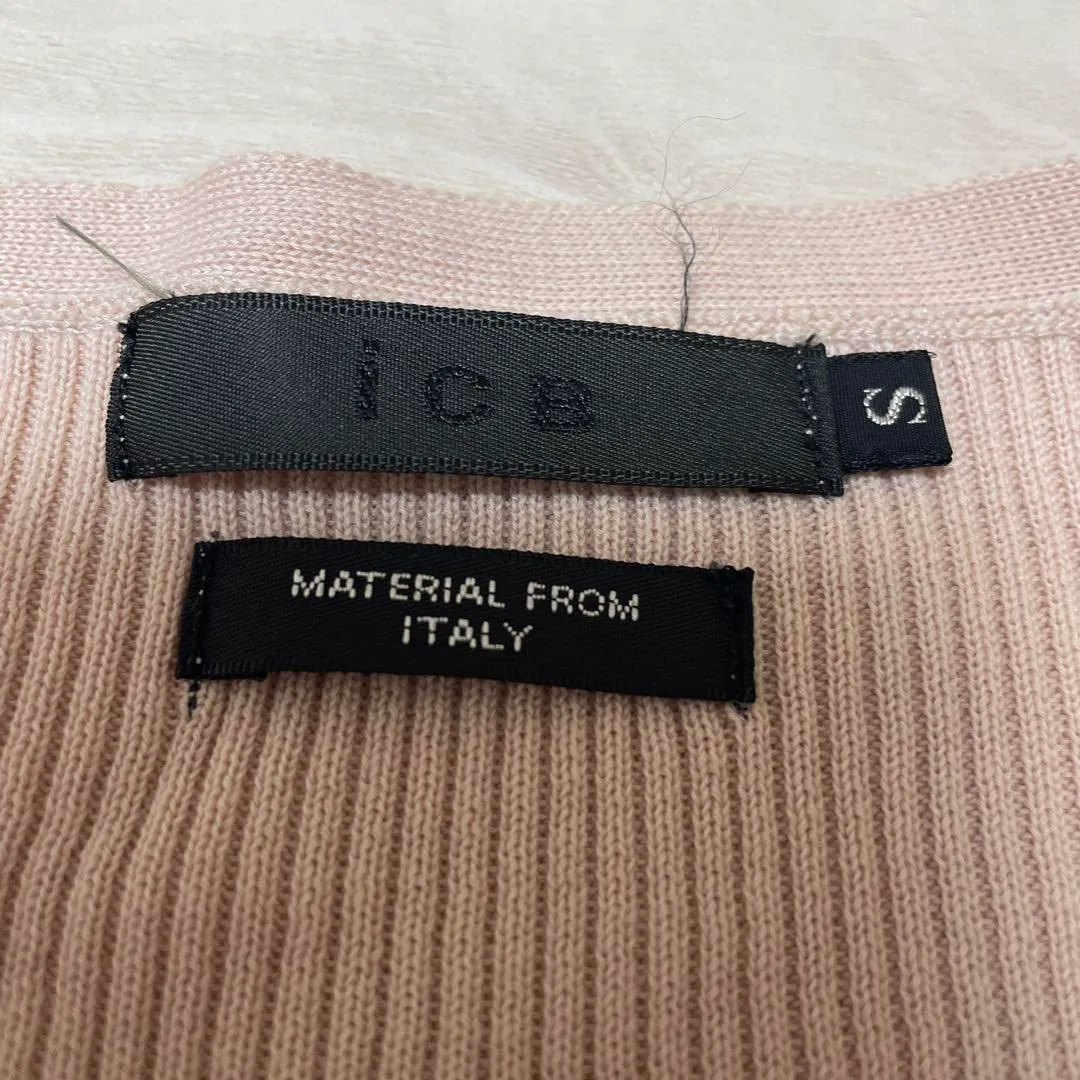 iCB
S
MATERIAL FROM
ITALY